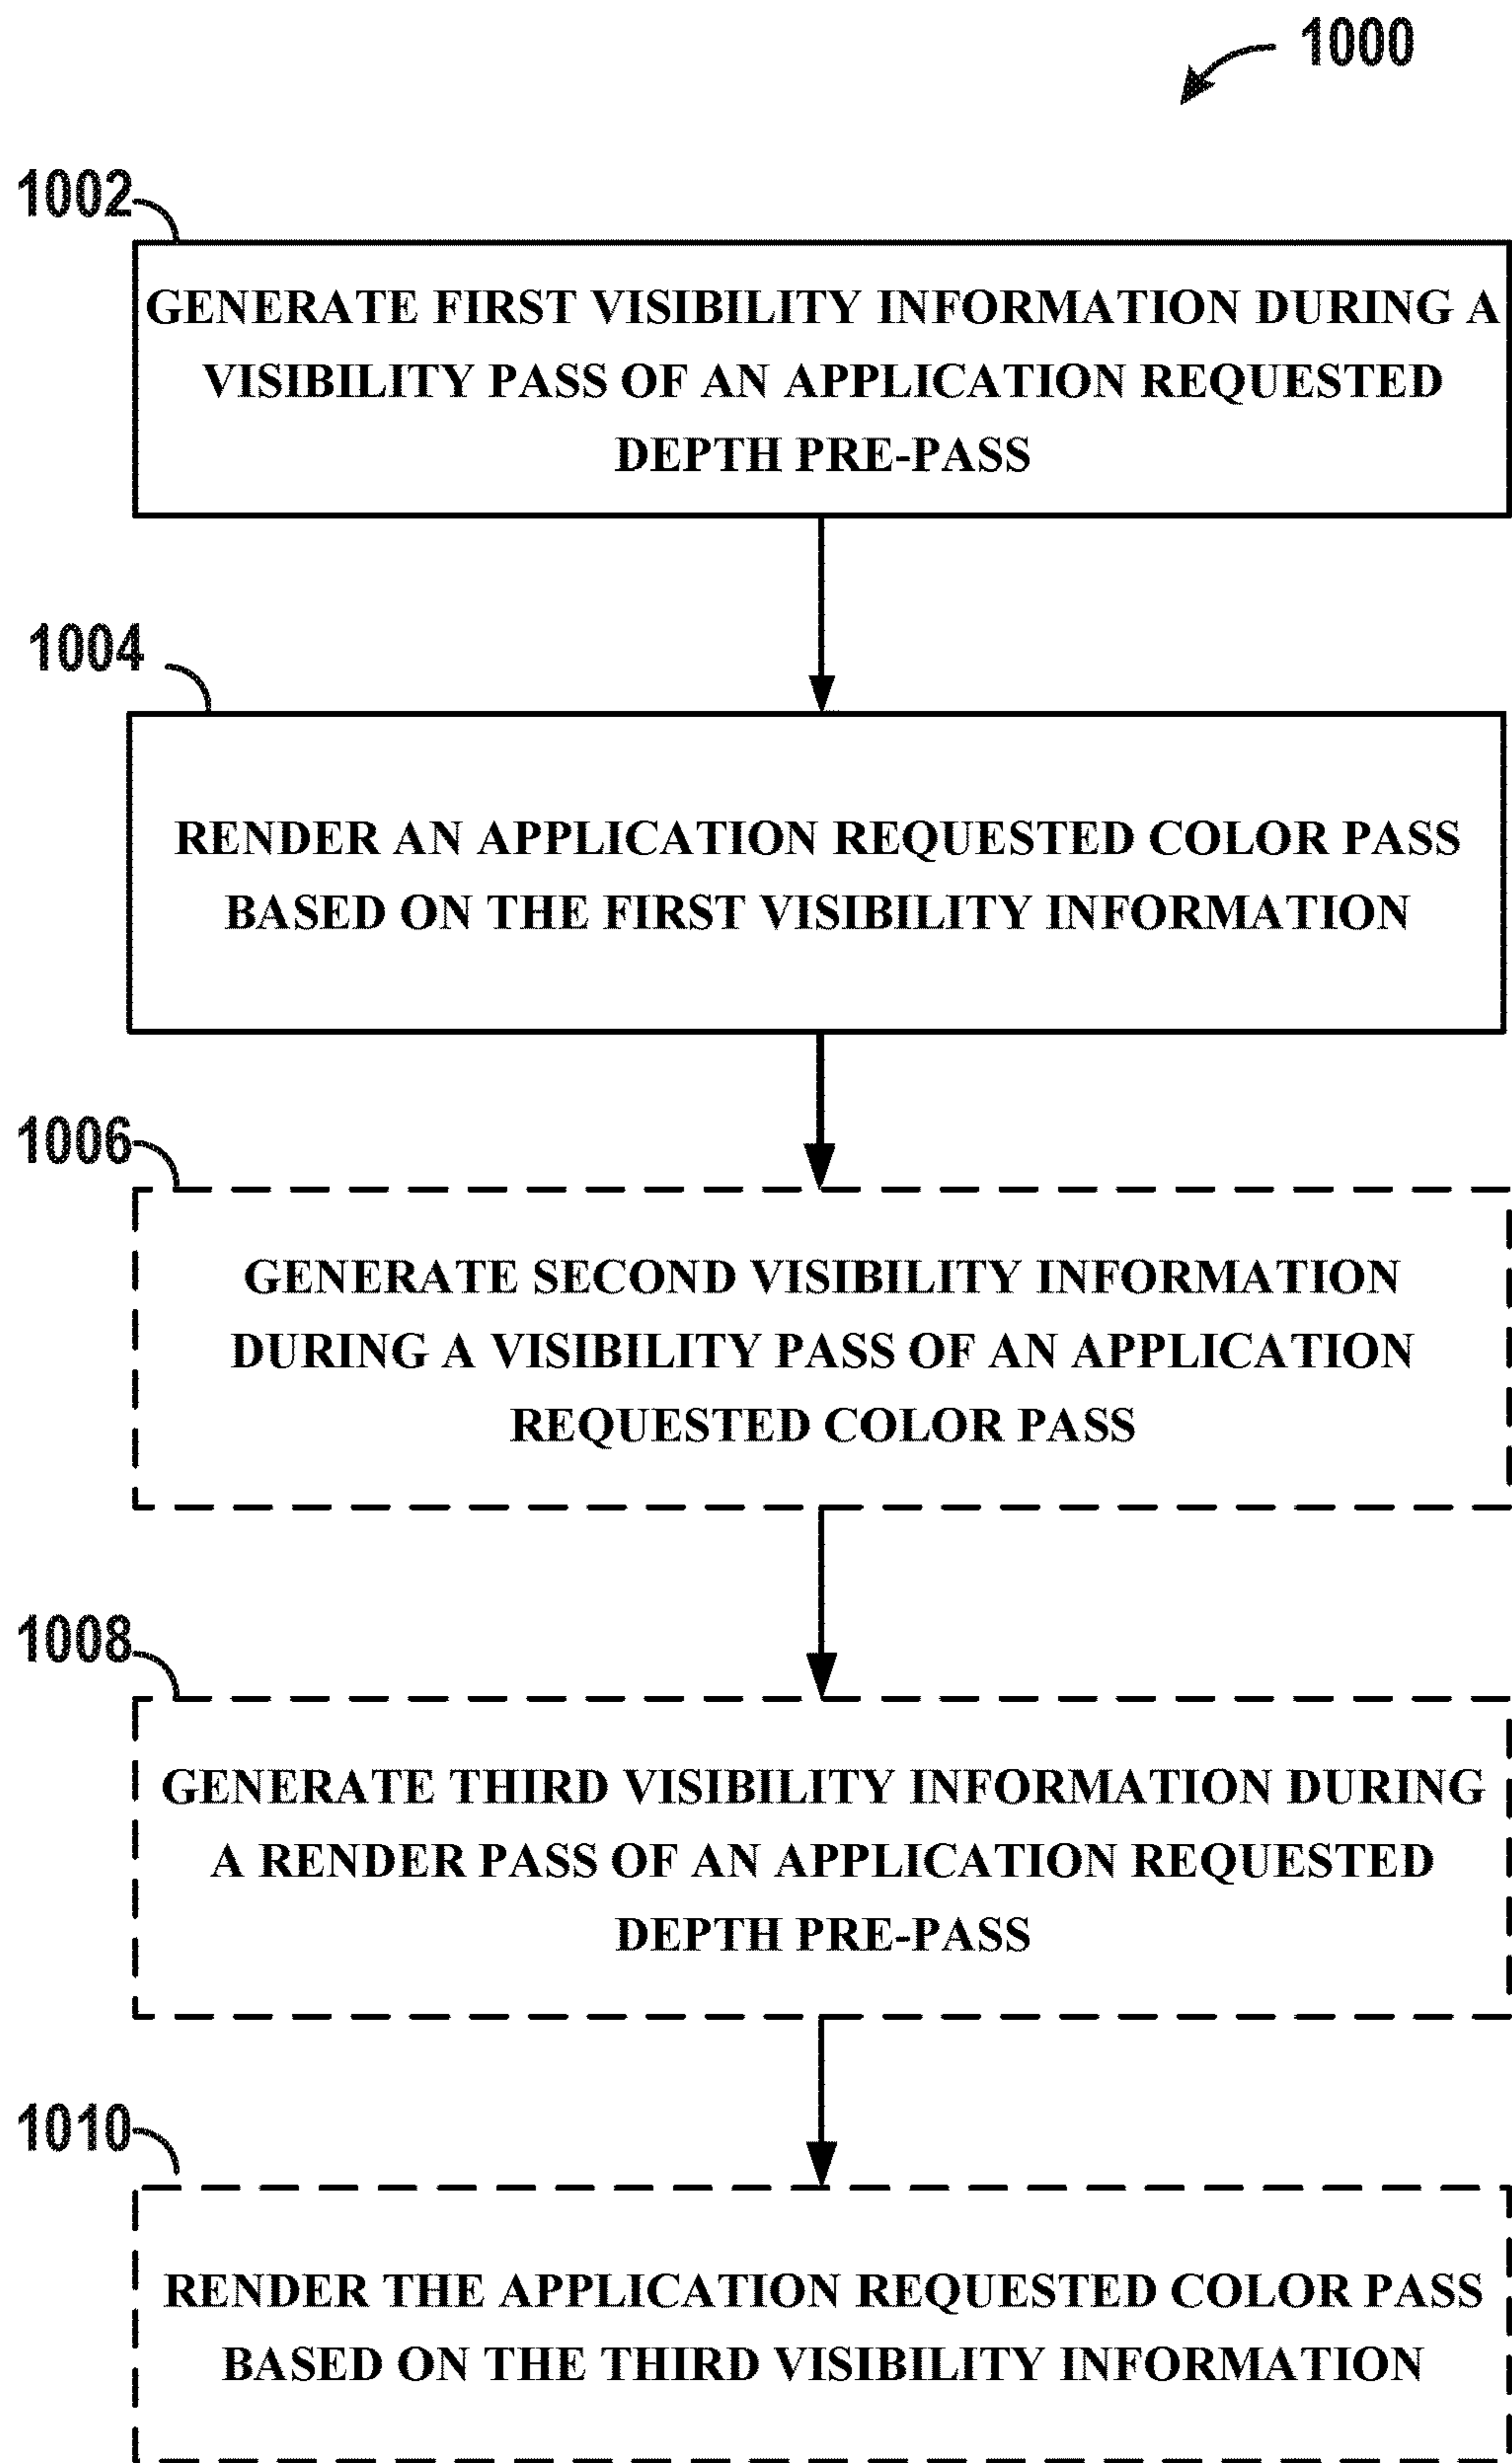 1000
1002
GENERATE FIRST VISIBILITY INFORMATION DURING A
VISIBILITY PASS OF AN APPLICATION REQUESTED
DEPTH PRE-PASS
1004
RENDER AN APPLICATION REQUESTED COLOR PASS
BASED ON THE FIRST VISIBILITY INFORMATION
1006
GENERATE SECOND VISIBILITY INFORMATION
DURING A VISIBILITY PASS OF AN APPLICATION
REQUESTED COLOR PASS
1008
GENERATE THIRD VISIBILITY INFORMATION DURING
A RENDER PASS OF AN APPLICATION REQUESTED
DEPTH PRE-PASS
1010
RENDER THE APPLICATION REQUESTED COLOR PASS
BASED ON THE THIRD VISIBILITY INFORMATION